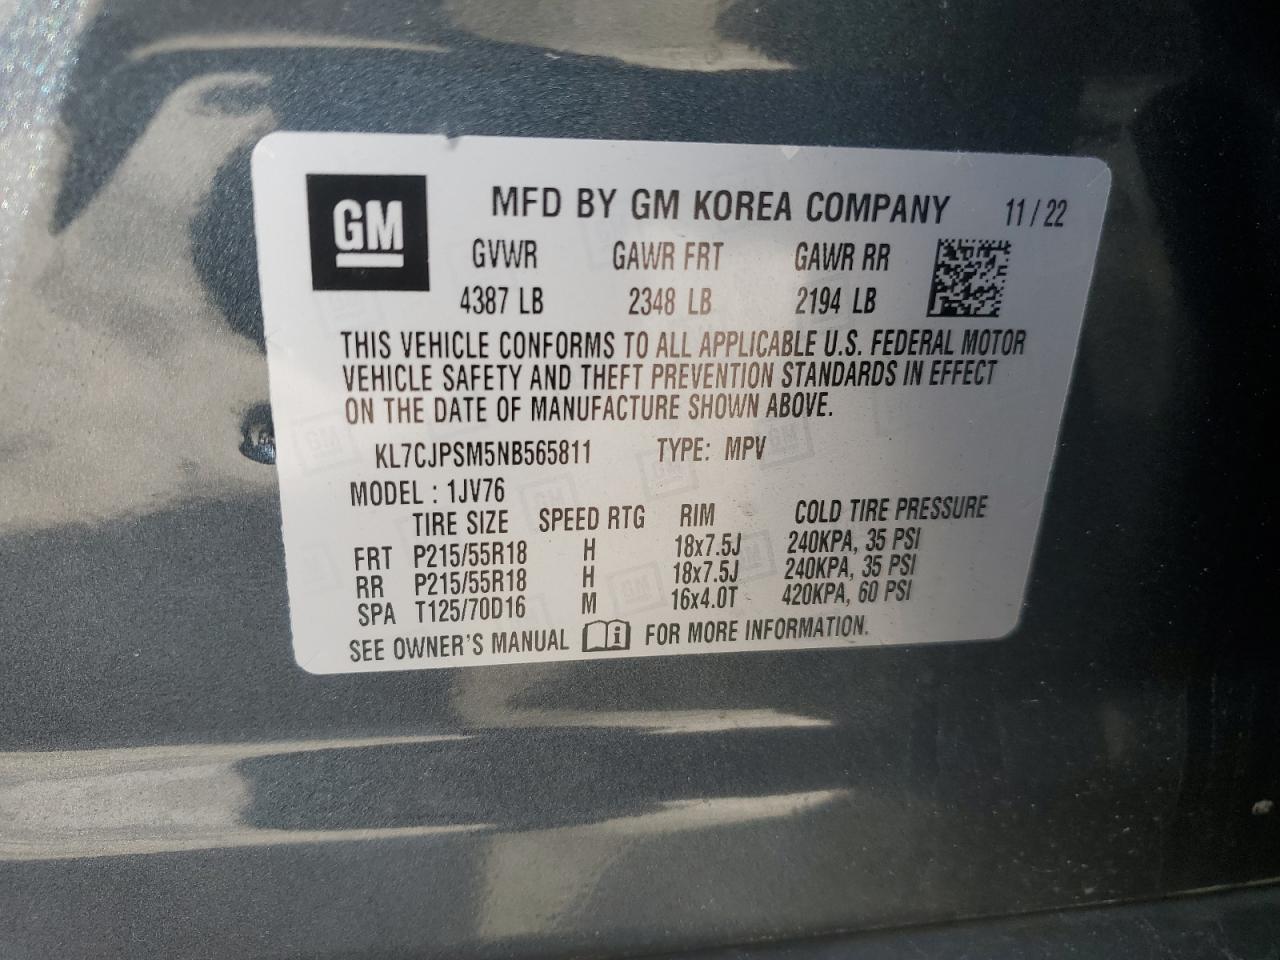 GM MFD BY GM KOREA COMPANY 11/22
GVWR GAWR FRT GAWR RR
4387 LB 2348 LB 2194 LB
THIS VEHICLE CONFORMS TO ALL APPLICABLE U.S. FEDERAL MOTOR
VEHICLE SAFETY AND THEFT PREVENTION STANDARDS IN EFFECT
ON THE DATE OF MANUFACTURE SHOWN ABOVE.
KL7CJPSM5NB565811 TYPE: MPV
MODEL : 1JV76
TIRE SIZE SPEED RTG RIM COLD TIRE PRESSURE
FRT P215/55R18 H 18x7.5J 240KPA, 35 PSI
RR P215/55R18 H 18x7.5J 240KPA, 35 PSI
SPA T125/70D16 M 16x4.0T 420KPA, 60 PSI
SEE OWNER'S MANUAL i FOR MORE INFORMATION.